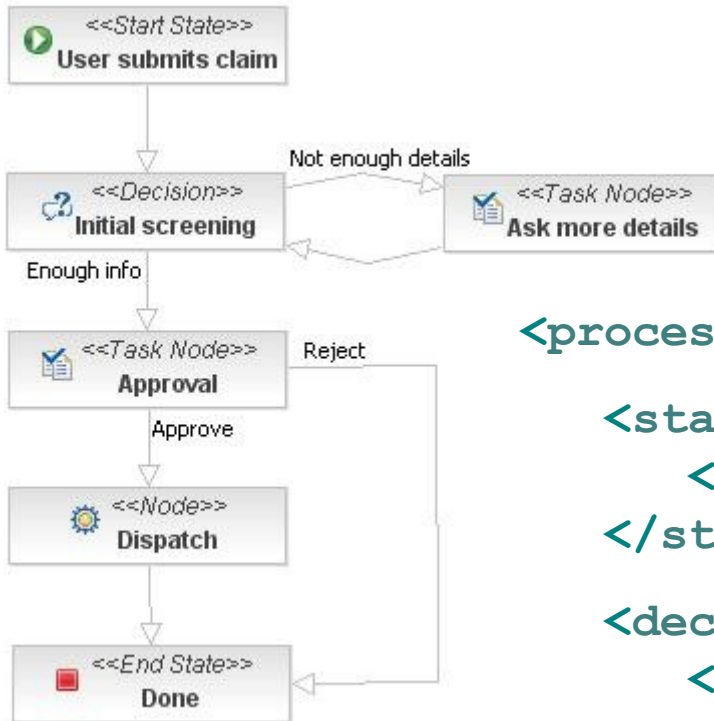 <<Start State>>
User submits claim
Not enough details
<<Decision>>
Initial screening
<<Task Node>>
Ask more details
Enough info
<<Task Node>>
Approval
Reject
Approve
<<Node>>
Dispatch
<<End State>>
Done
<proces
<sta
<
</st
<dec
<